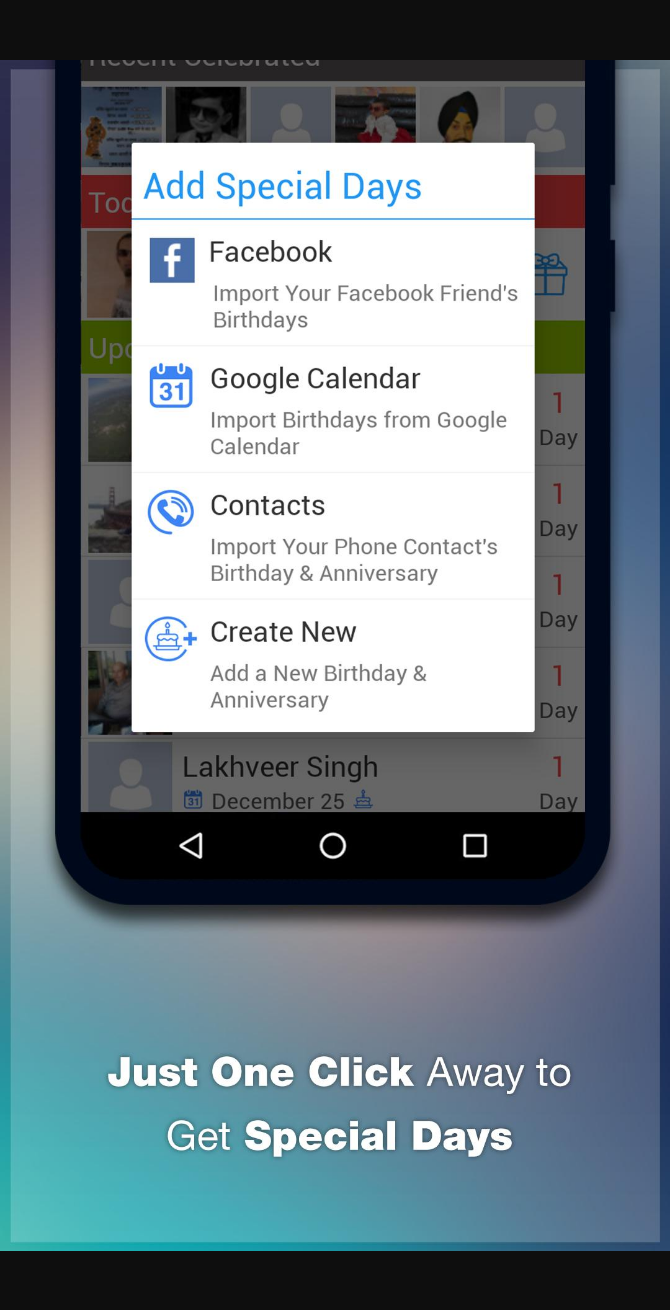 Recent Celebrated
Add Special Days
Facebook
Import Your Facebook Friend's
Birthdays
31
Google Calendar
Import Birthdays from Google
Calendar
1
Day
Contacts
Import Your Phone Contact's
Birthday & Anniversary
1
Day
1
Day
Create New
Add a New Birthday &
Anniversary
1
Day
Lakhveer Singh
1
31 December 25
Day
Just One Click Away to
Get Special Days